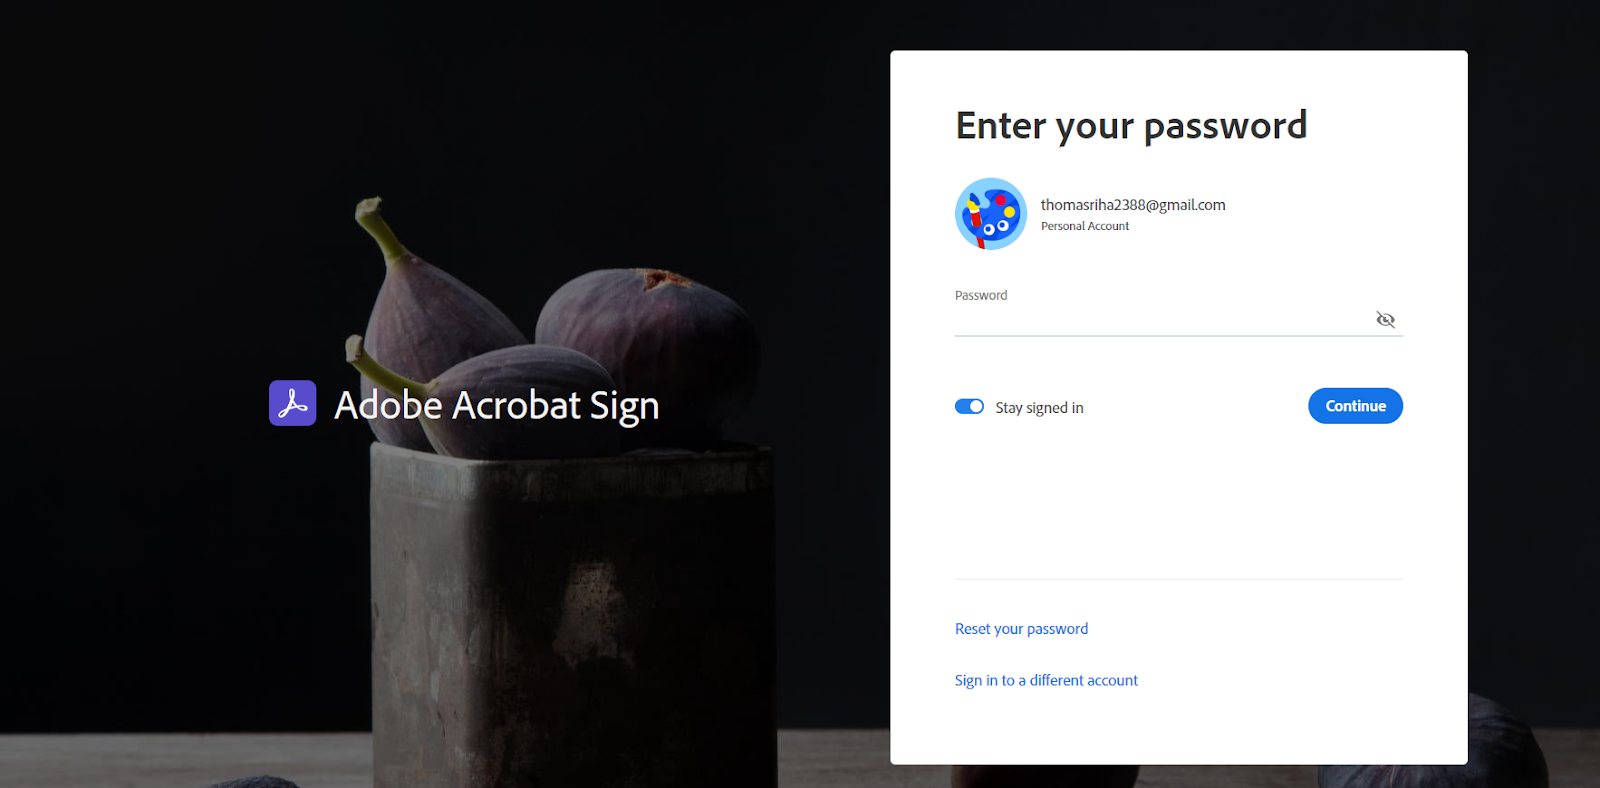 Adobe Acrobat Sign
Enter your password
thomasriha2388@gmail.com
Personal Account
Password
Stay signed in
Continue
Reset your password
Sign in to a different account